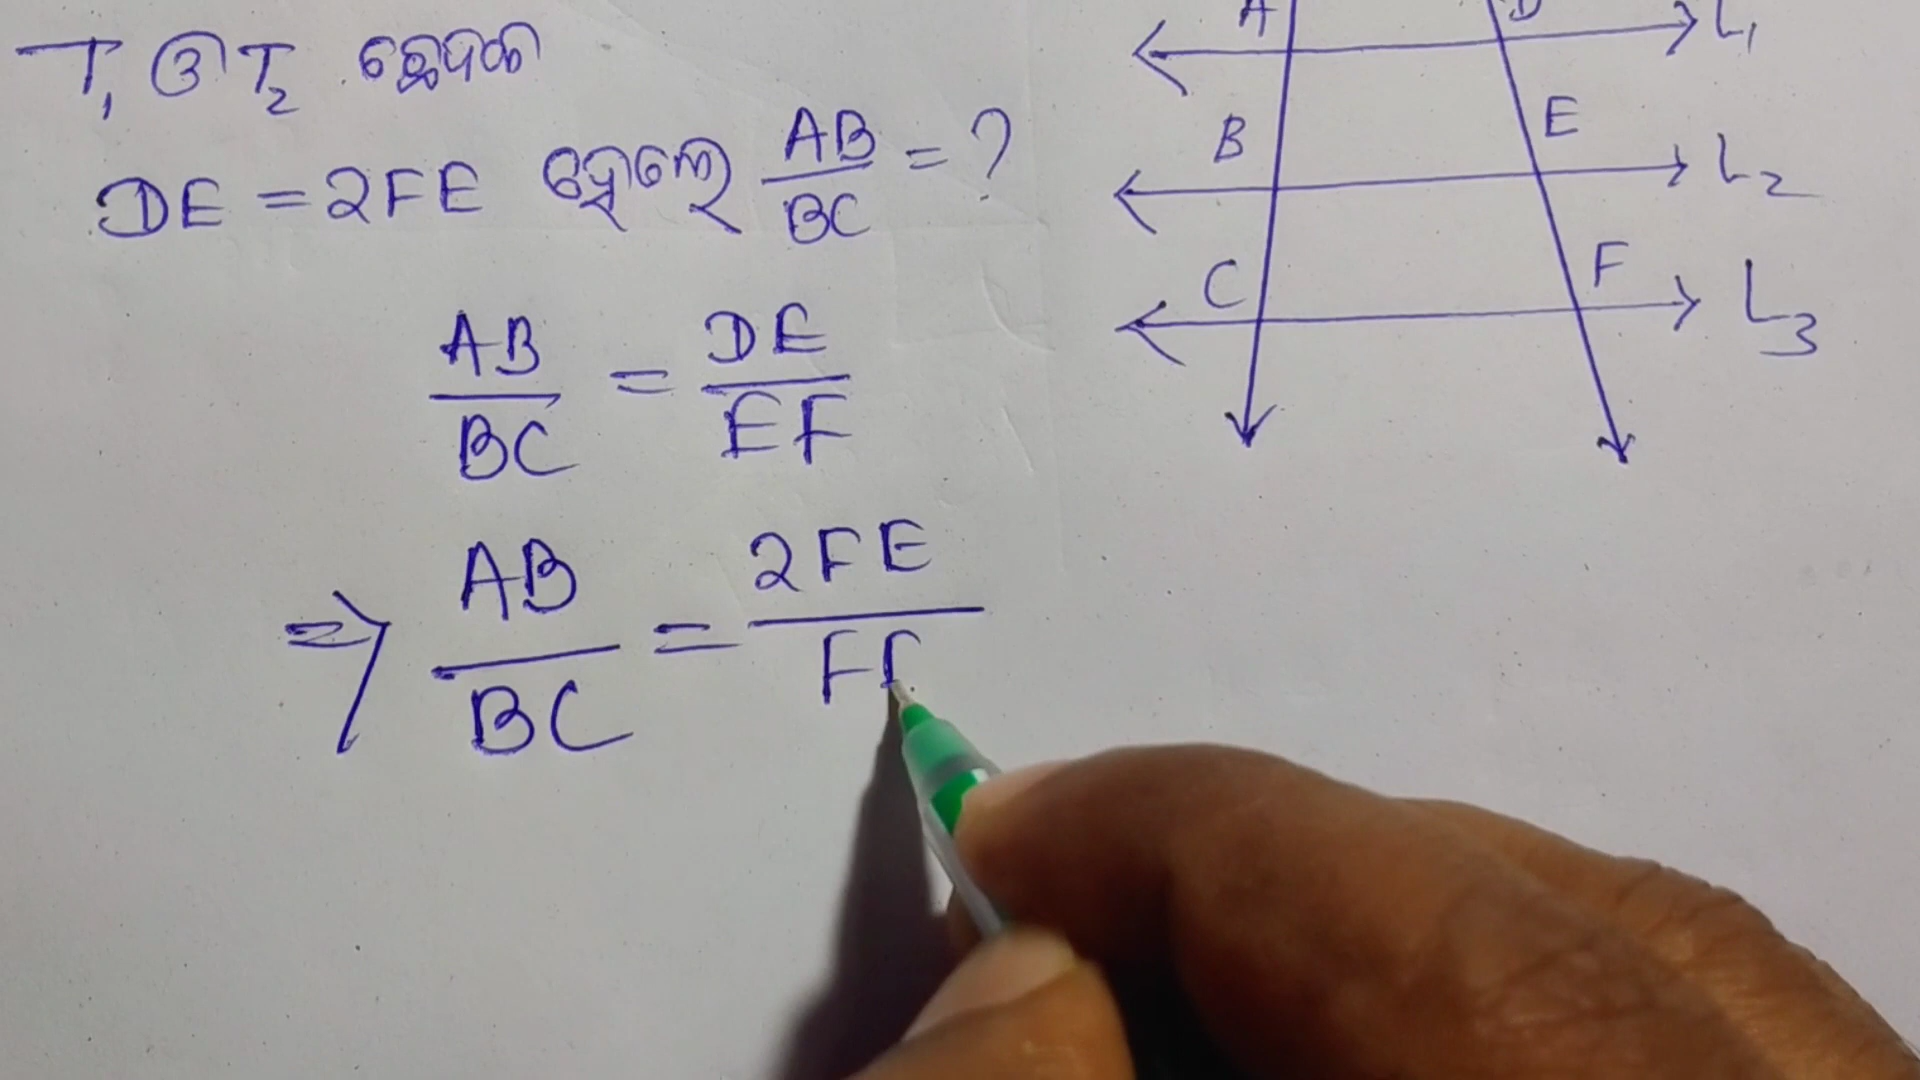 T₁ ଓ T₂ ଛେଦକ
DE = 2FE ହେଲେ AB/BC = ?
AB/BC = DE/EF
⇒ AB/BC = 2FE/FE
A D L₁
B E L₂
C F L₃